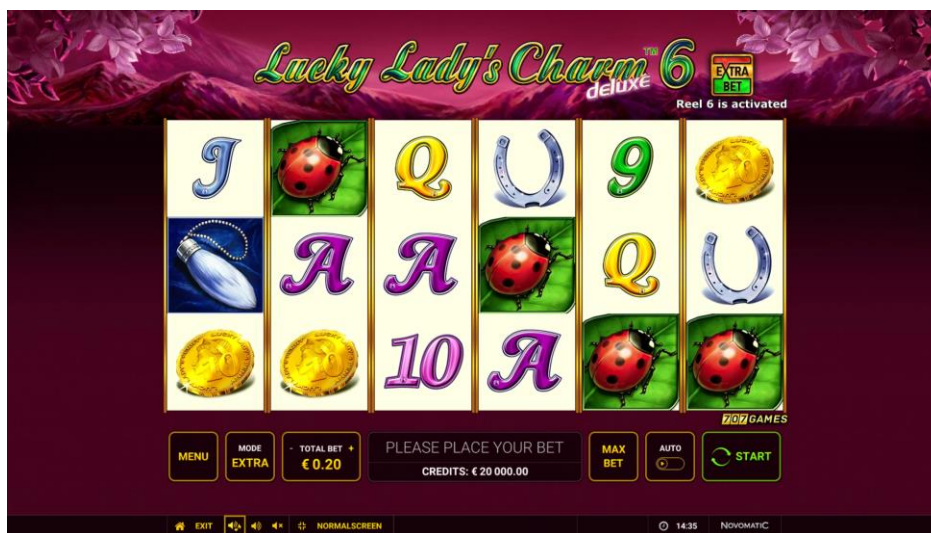 Lucky Lady's Charm™ 6
deluxe
EXTRA
BET
Reel 6 is activated
J
Q
9
A
A
Q
10
A
707 GAMES
MENU
MODE
EXTRA
- TOTAL BET +
€ 0.20
PLEASE PLACE YOUR BET
CREDITS: € 20 000.00
MAX
BET
AUTO
START
EXIT
NORMALSCREEN
14:35
NOVOMATIC